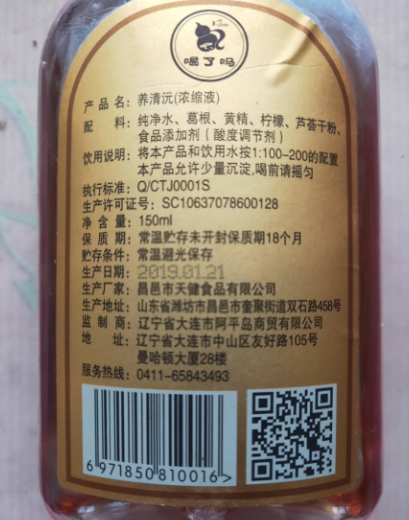 喝了吗
产品名：养清沅(浓缩液)
配料：纯净水、葛根、黄精、柠檬、芦荟干粉、
食品添加剂（酸度调节剂）
饮用说明：将本产品和饮用水按1:100-200的配置
本产品允许少量沉淀,喝前请摇匀
执行标准：Q/CTJ0001S
生产许可证号：SC10637078600128
净含量：150ml
保质期：常温贮存未开封保质期18个月
贮存条件：常温避光保存
生产日期：2019.01.21
生产厂家：昌邑市天健食品有限公司
生产地址：山东省潍坊市昌邑市奎聚街道双石路458号
监制商：辽宁省大连市阿平岛商贸有限公司
地址：辽宁省大连市中山区友好路105号
曼哈顿大厦28楼
服务热线：0411-65843493
6971850810016>